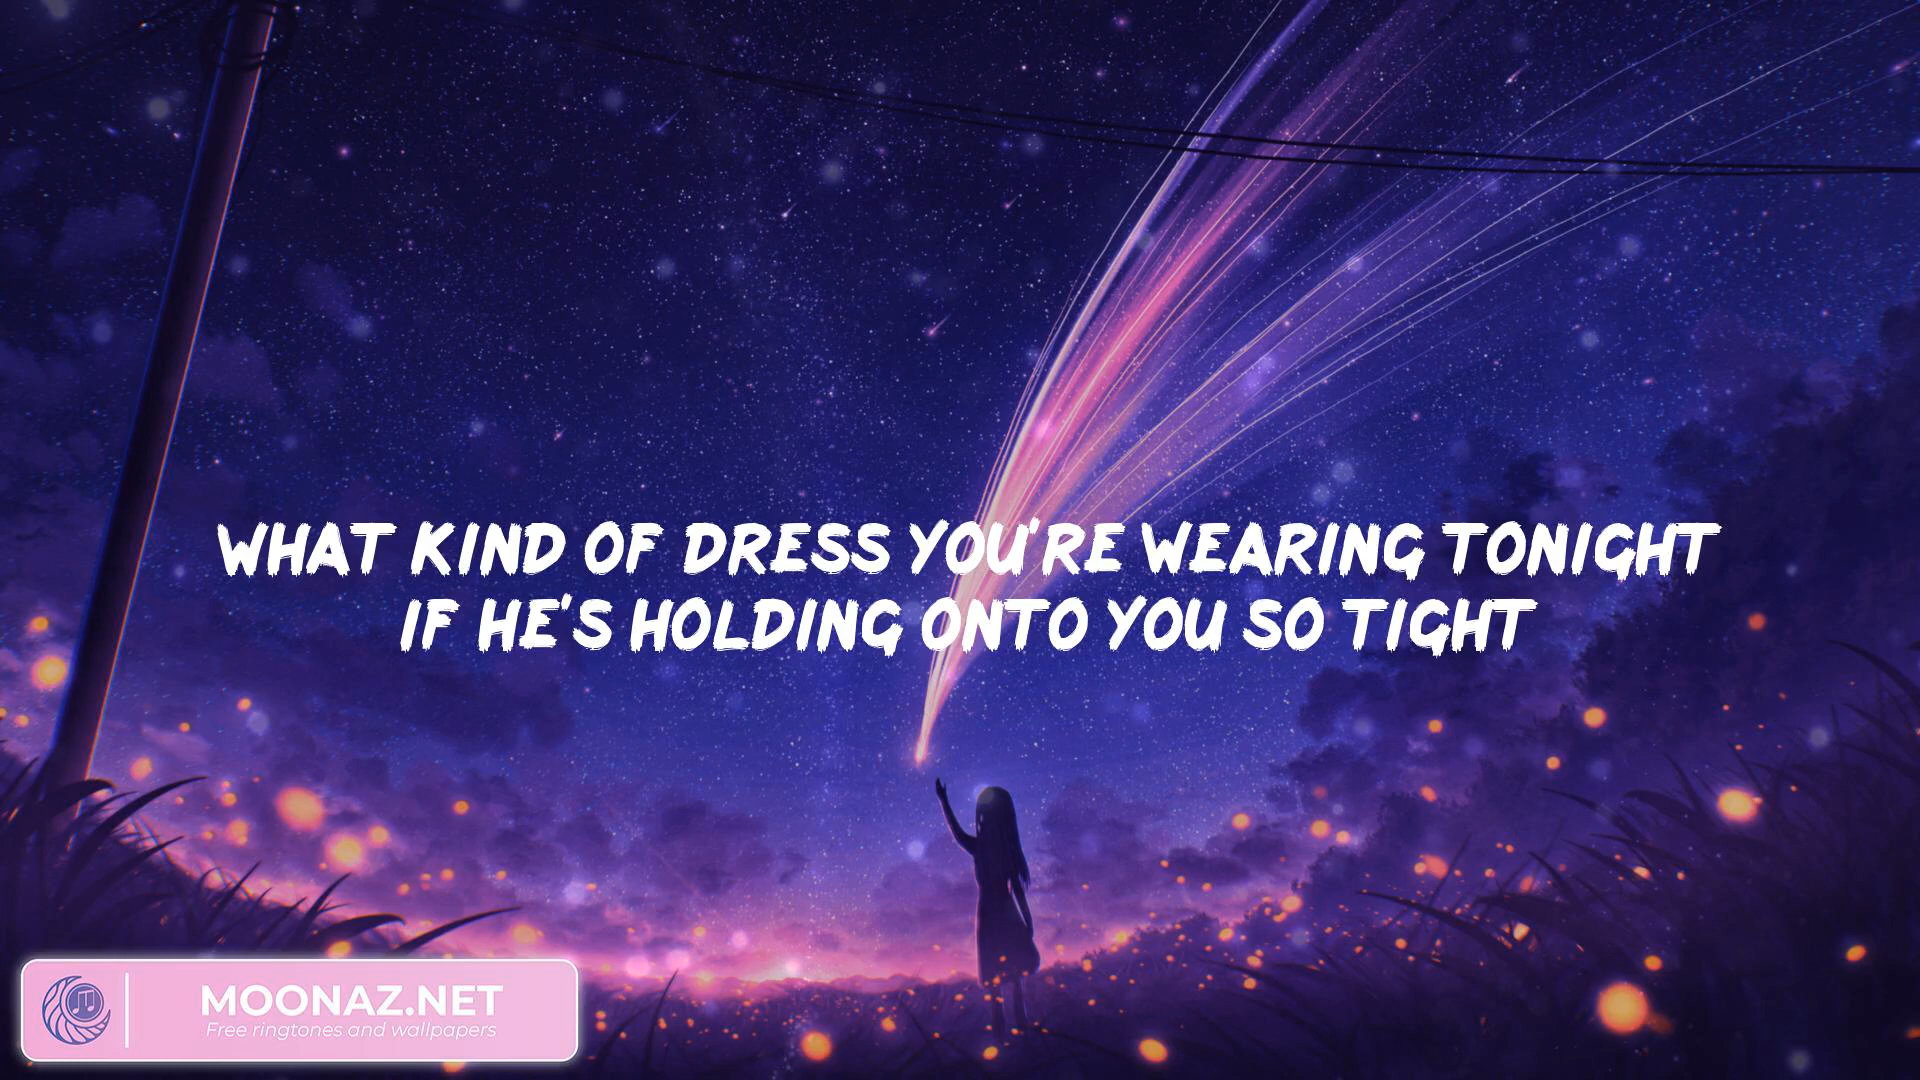 WHAT KIND OF DRESS YOU'RE WEARING TONIGHT
IF HE'S HOLDING ONTO YOU SO TIGHT
MOONAZ.NET
Free ringtones and wallpapers